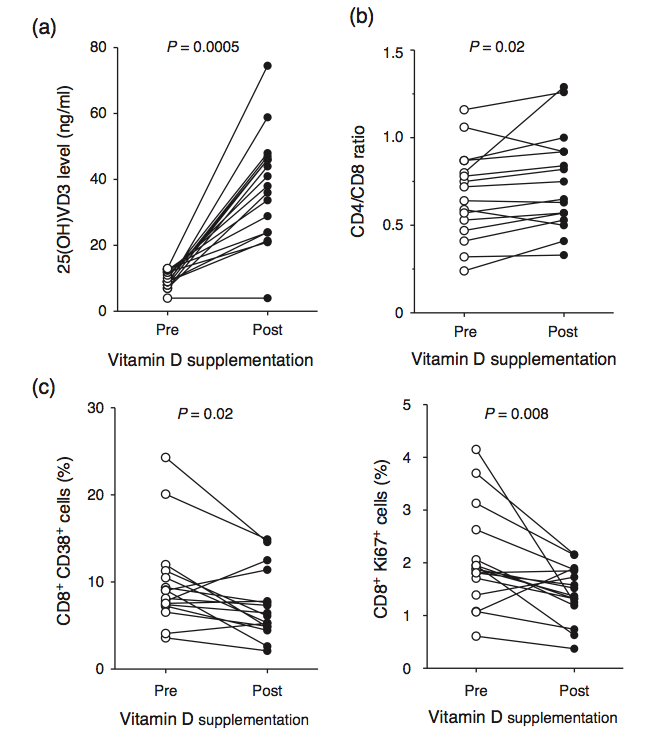 (a)
P = 0.0005
25(OH)VD3 level (ng/ml)
80
60
40
20
0
Pre
Post
Vitamin D supplementation
(b)
P = 0.02
CD4/CD8 ratio
1.5
1.0
0.5
0
Pre
Post
Vitamin D supplementation
(c)
P = 0.02
CD8⁺ CD38⁺ cells (%)
30
20
10
0
Pre
Post
Vitamin D supplementation
P = 0.008
CD8⁺ Ki67⁺ cells (%)
5
4
3
2
1
0
Pre
Post
Vitamin D supplementation